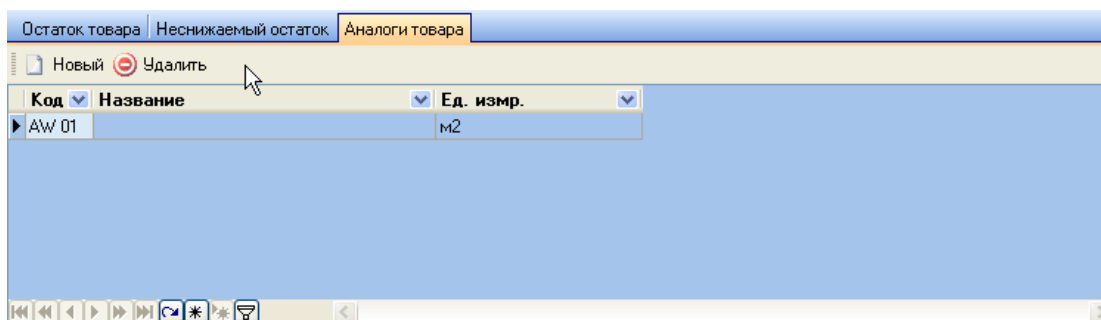 Остаток товара Неснижаемый остаток Аналоги товара
Новый Удалить
Код Название Ед. измр.
AW 01 м2